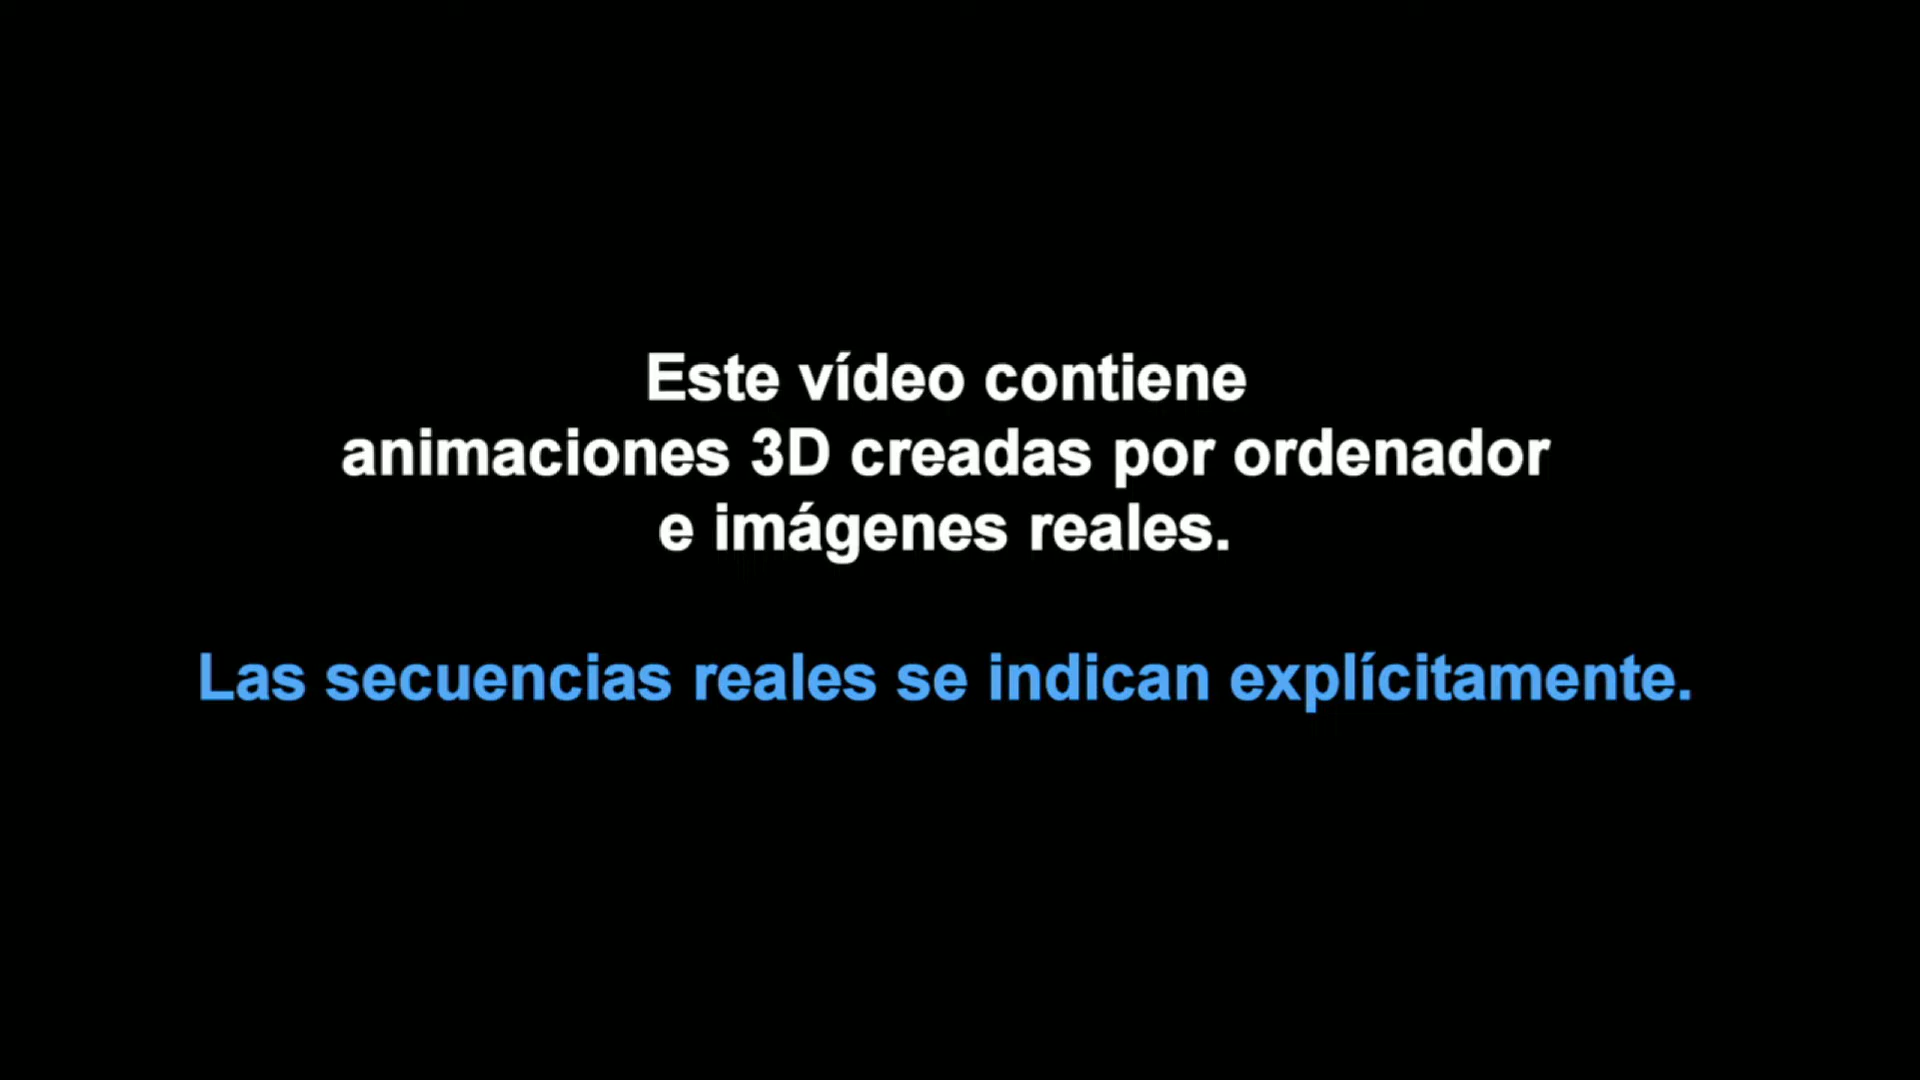 Este vídeo contiene
animaciones 3D creadas por ordenador
e imágenes reales.
Las secuencias reales se indican explícitamente.